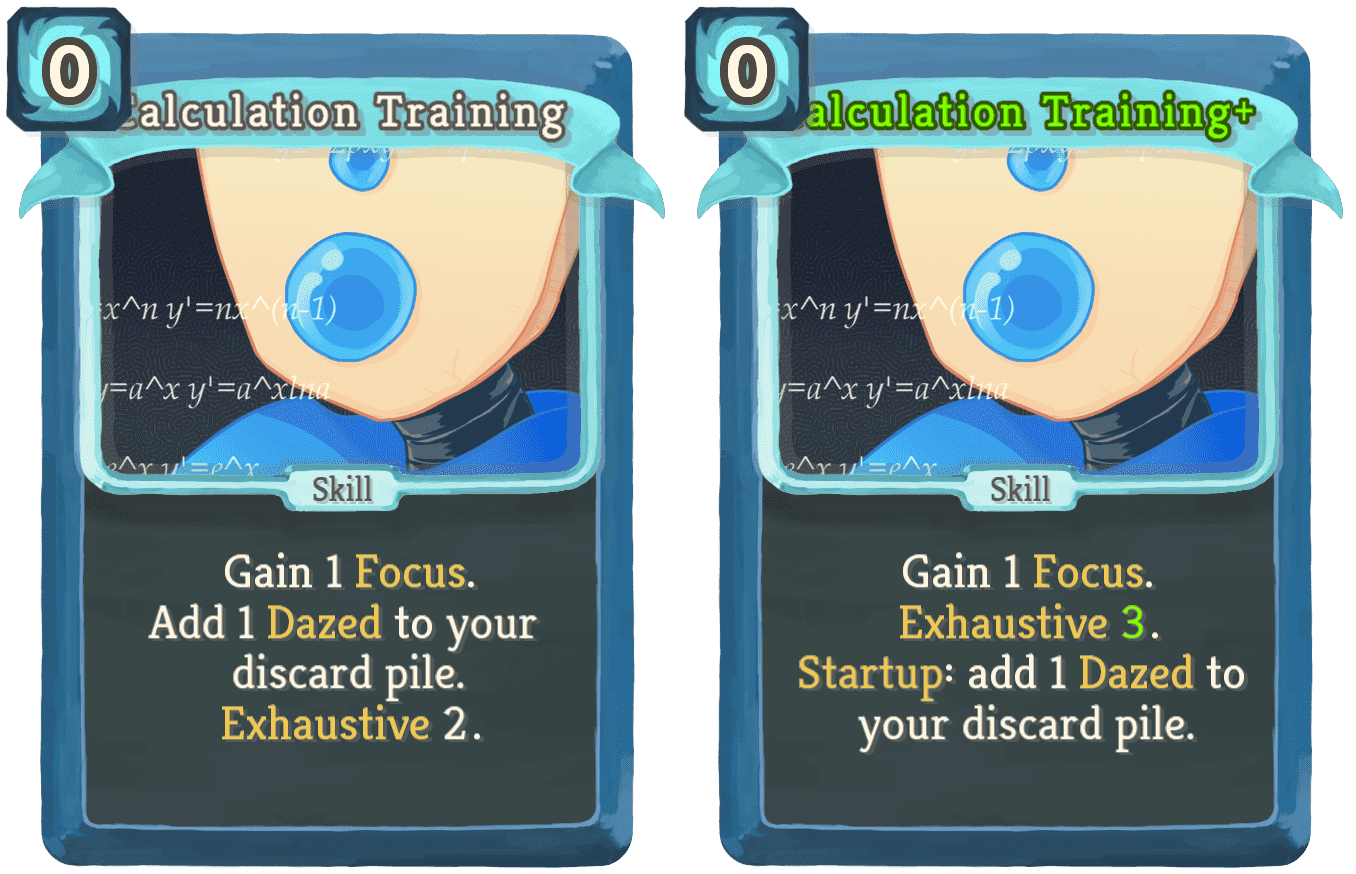 0
Calculation Training
=x^n y'=nx^(n-1)
y=a^x y'=a^xlna
e^x y'=e^x
Skill
Gain 1 Focus.
Add 1 Dazed to your
discard pile.
Exhaustive 2.
0
alculation Training+
=x^n y'=nx^(n-1)
y=a^x y'=a^xlna
e^x y'=e^x
Skill
Gain 1 Focus.
Exhaustive 3.
Startup: add 1 Dazed to
your discard pile.